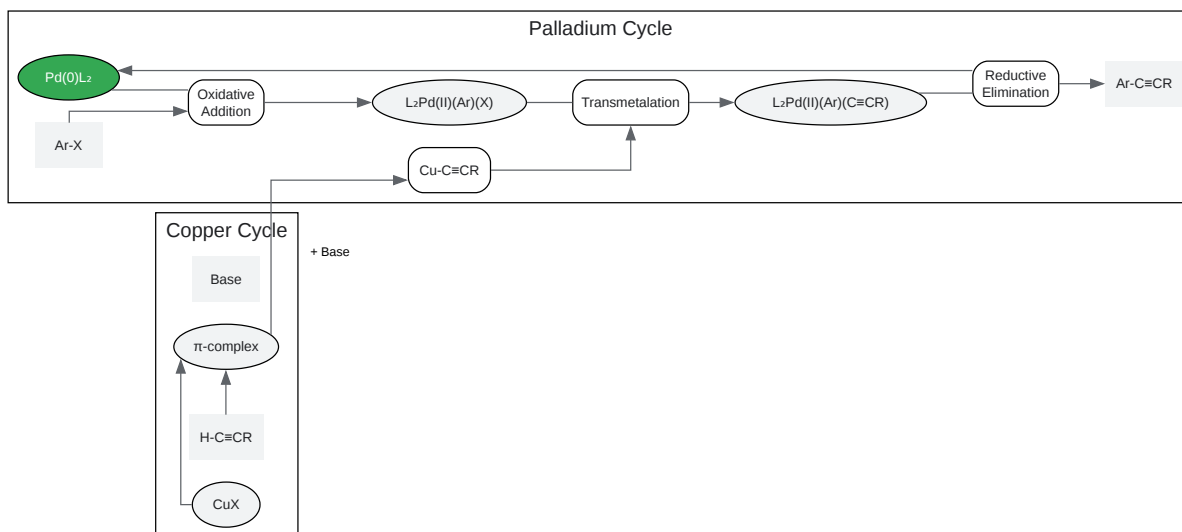 Palladium Cycle
Pd(0)L₂
Oxidative
Addition
L₂Pd(II)(Ar)(X)
Transmetalation
L₂Pd(II)(Ar)(C≡CR)
Reductive
Elimination
Ar-C≡CR
Ar-X
Cu-C≡CR
Copper Cycle
+ Base
Base
π-complex
H-C≡CR
CuX